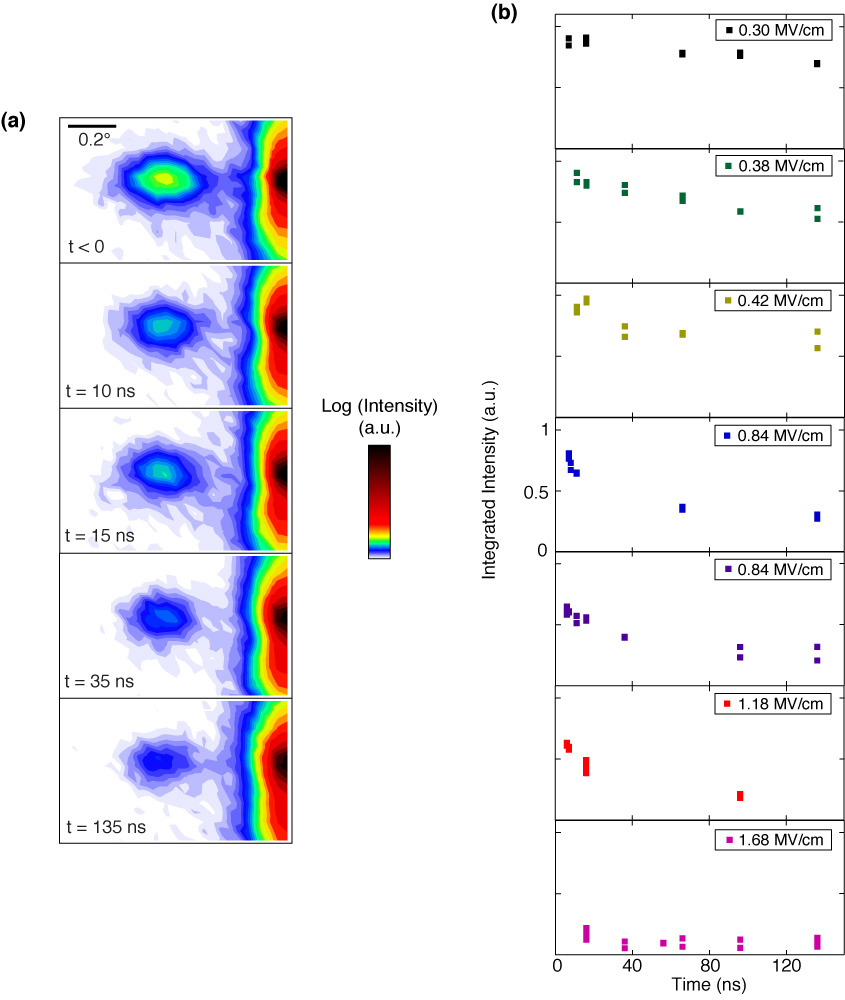 (a)
0.2°
t < 0
t = 10 ns
t = 15 ns
t = 35 ns
t = 135 ns
Log (Intensity)
(a.u.)
(b)
0.30 MV/cm
0.38 MV/cm
0.42 MV/cm
0.84 MV/cm
0.84 MV/cm
1.18 MV/cm
1.68 MV/cm
Integrated Intensity (a.u.)
1
0.5
0
0 40 80 120
Time (ns)